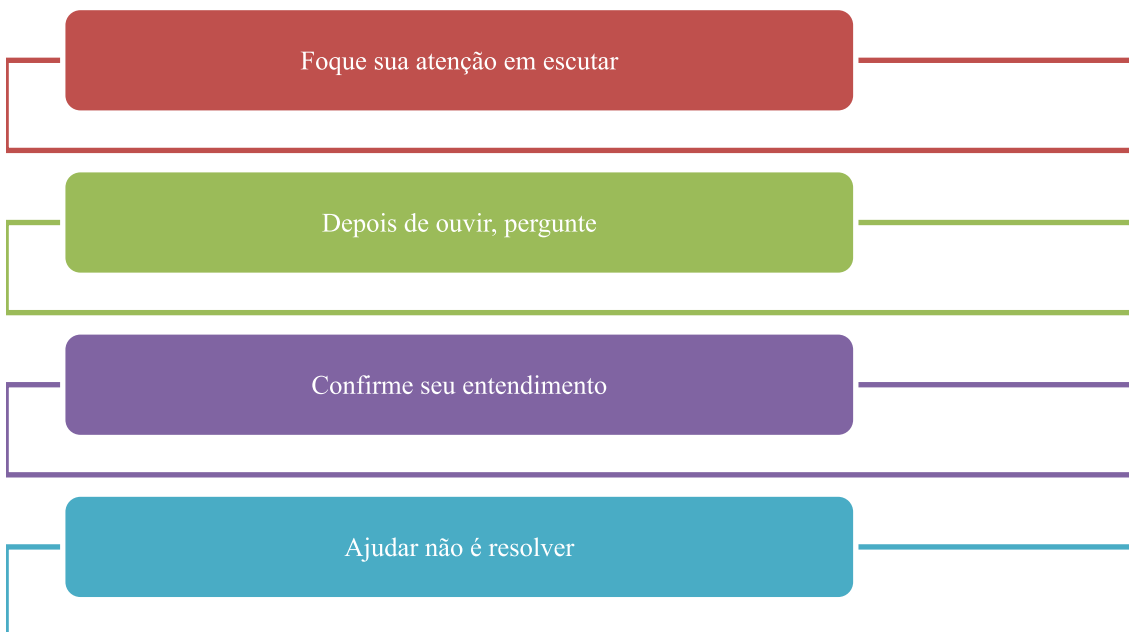 Foque sua atenção em escutar
Depois de ouvir, pergunte
Confirme seu entendimento
Ajudar não é resolver